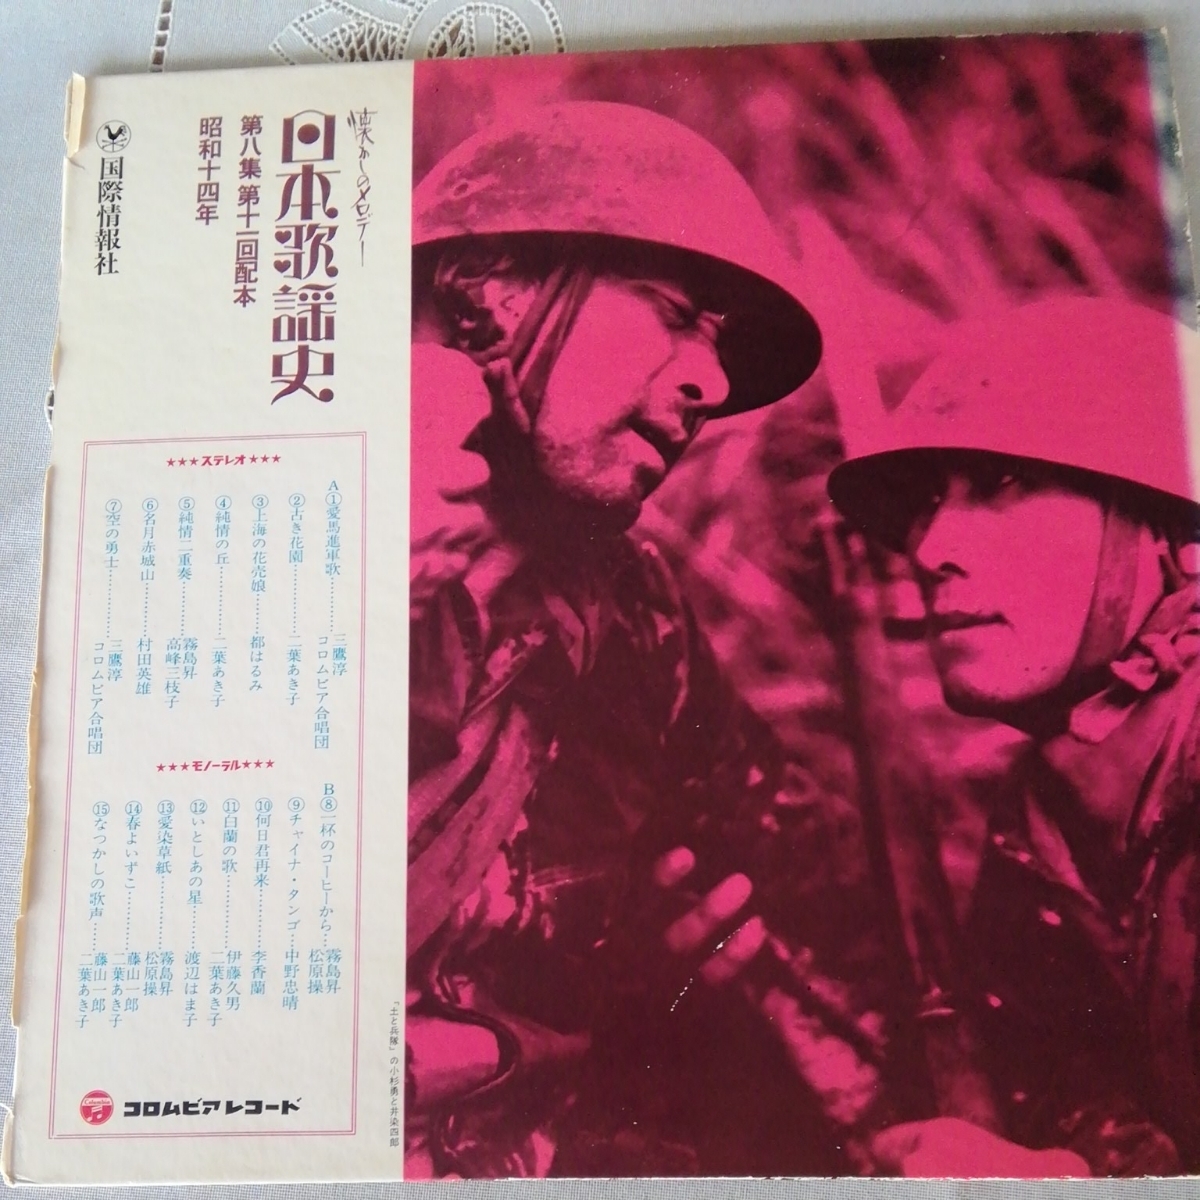 懐かしのメロデー
日本歌謡史
第八集 第十一回配本
昭和十四年
国際情報社
★★★ステレオ★★★
A①愛馬進軍歌…………三鷹淳
コロムビア合唱団
②古き花園…………二葉あき子
③上海の花売娘………都はるみ
④純情の丘…………二葉あき子
⑤純情二重奏………霧島昇
高峰三枝子
⑥名月赤城山………村田英雄
⑦空の勇士…………三鷹淳
コロムビア合唱団
★★★モノーラル★★★
B⑧一杯のコーヒーから…霧島昇
松原操
⑨チャイナ・タンゴ…中野忠晴
⑩何日君再来…………李香蘭
⑪白蘭の歌…………伊藤久男
二葉あき子
⑫いとしあの星………渡辺はま子
⑬愛染草紙…………霧島昇
松原操
⑭春よいずこ………藤山一郎
二葉あき子
⑮なつかしの歌声……藤山一郎
二葉あき子
Columbia
コロムビアレコード
「土と兵隊」の小杉勇と井染四郎